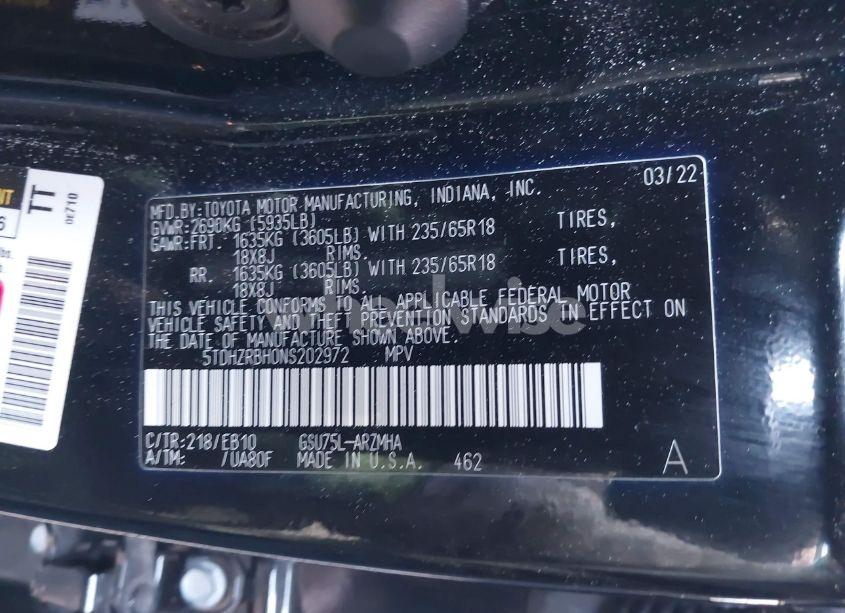 NT
6
TT
0E710
MFD.BY:TOYOTA MOTOR MANUFACTURING, INDIANA, INC. 03/22
GVWR:2690KG (5935LB)
GAWR:FRT. 1635KG (3605LB) WITH 235/65R18 TIRES,
18X8J RIMS.
RR. 1635KG (3605LB) WITH 235/65R18 TIRES,
18X8J RIMS.
THIS VEHICLE CONFORMS TO ALL APPLICABLE FEDERAL MOTOR
VEHICLE SAFETY AND THEFT PREVENTION STANDARDS IN EFFECT ON
THE DATE OF MANUFACTURE SHOWN ABOVE.
5TDHZRBH0NS202972 MPV
C/TR:218/EB10 GSU75L-ARZMHA
A/TM: /UA80F MADE IN U.S.A. 462 A